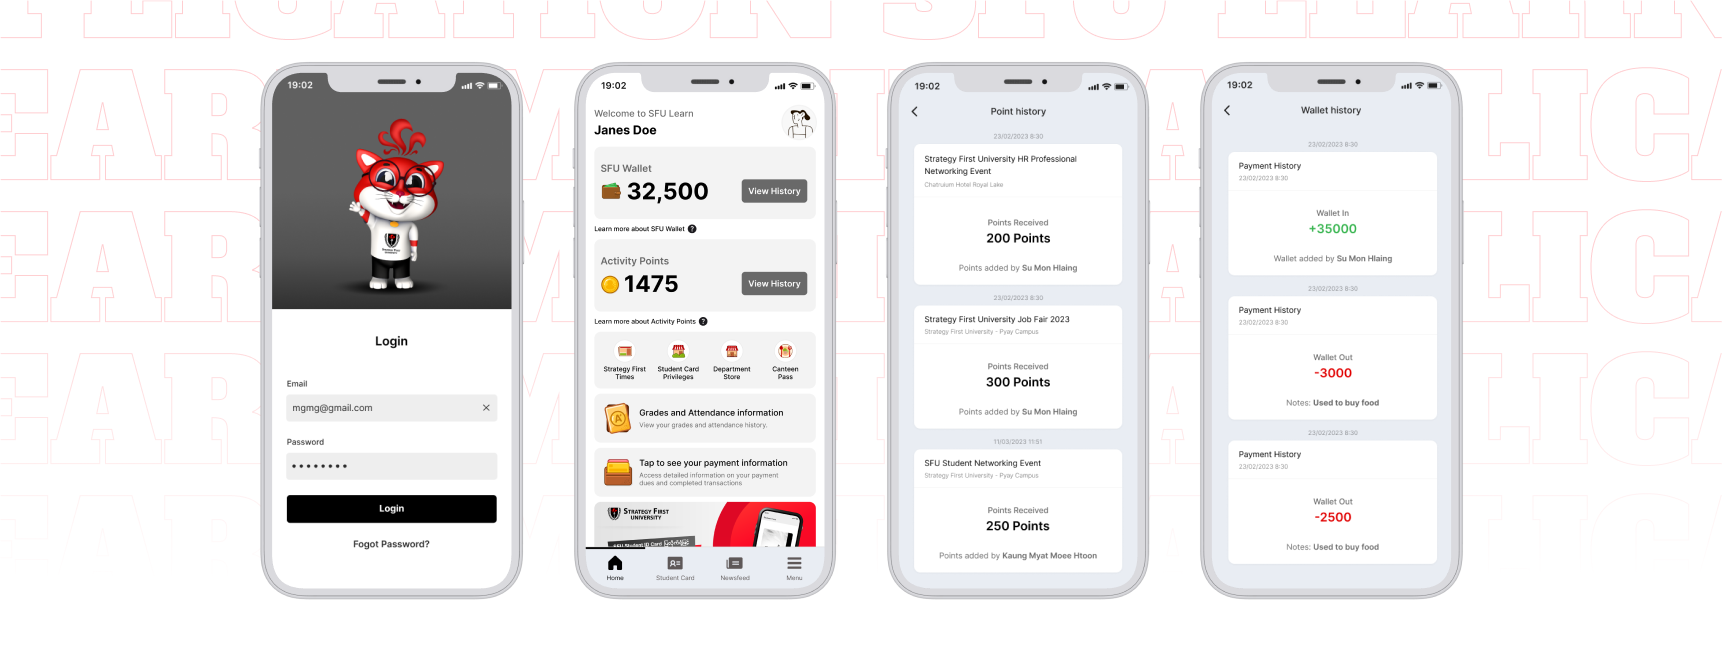 PLICATION SFU LEARN
19:02
STRATEGY FIRST
UNIVERSITY
Login
Email
mgmg@gmail.com
Password
Login
Fogot Password?
19:02
Welcome to SFU Learn
Janes Doe
SFU Wallet
32,500
View History
Learn more about SFU Wallet ?
Activity Points
1475
View History
Learn more about Activity Points ?
Strategy First
Times
Student Card
Privileges
Department
Store
Canteen
Pass
Grades and Attendance information
View your grades and attendance history.
Tap to see your payment information
Access detailed information on your payment
dues and completed transactions
STRATEGY FIRST
UNIVERSITY
SFU Student ID Card
Home
Student Card
Newsfeed
Menu
19:02
Point history
23/02/2023 8:30
Strategy First University HR Professional
Networking Event
Chatruium Hotel Royal Lake
Points Received
200 Points
Points added by Su Mon Hlaing
23/02/2023 8:30
Strategy First University Job Fair 2023
Strategy First University - Pyay Campus
Points Received
300 Points
Points added by Su Mon Hlaing
11/03/2023 11:51
SFU Student Networking Event
Strategy First University - Pyay Campus
Points Received
250 Points
Points added by Kaung Myat Moee Htoon
19:02
Wallet history
23/02/2023 8:30
Payment History
23/02/2023 8:30
Wallet In
+35000
Wallet added by Su Mon Hlaing
23/02/2023 8:30
Payment History
23/02/2023 8:30
Wallet Out
-3000
Notes: Used to buy food
23/02/2023 8:30
Payment History
23/02/2023 8:30
Wallet Out
-2500
Notes: Used to buy food